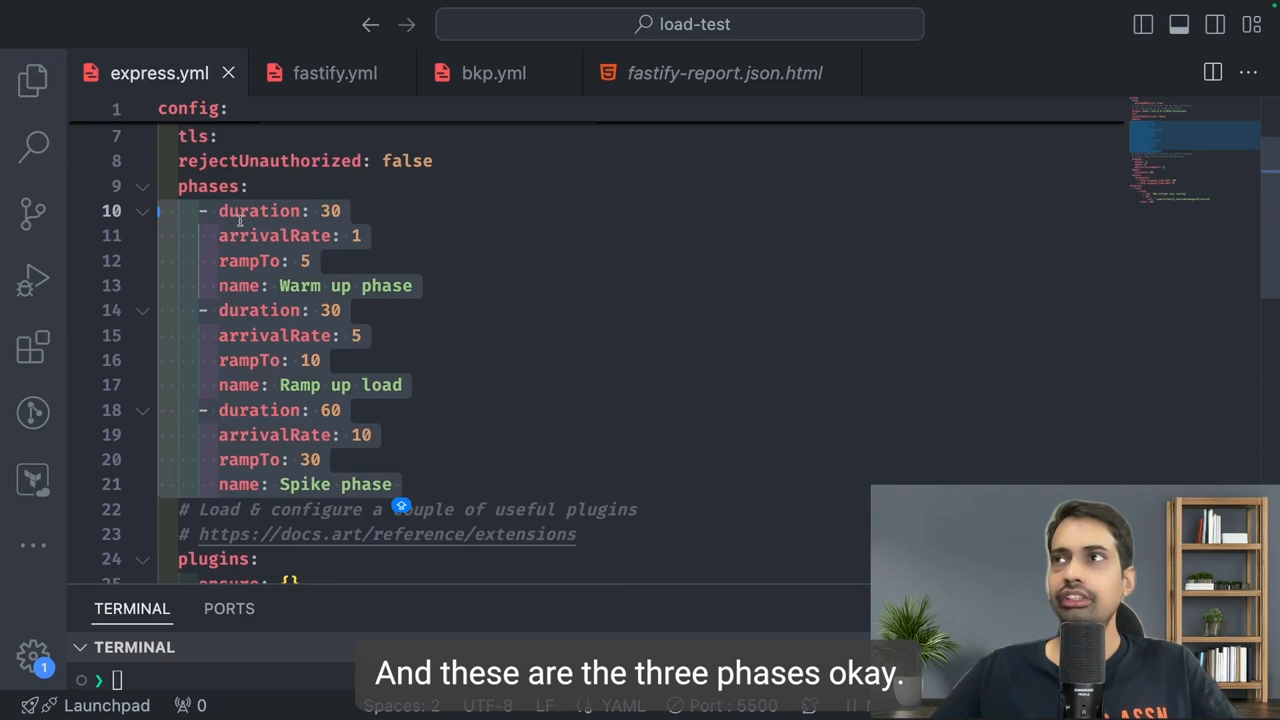 load-test
express.yml
fastify.yml
bkp.yml
fastify-report.json.html
1 config:
7 tls:
8 rejectUnauthorized: false
9 phases:
10 - duration: 30
11 arrivalRate: 1
12 rampTo: 5
13 name: Warm up phase
14 - duration: 30
15 arrivalRate: 5
16 rampTo: 10
17 name: Ramp up load
18 - duration: 60
19 arrivalRate: 10
20 rampTo: 30
21 name: Spike phase
22 # Load & configure a couple of useful plugins
23 # https://docs.art/reference/extensions
24 plugins:
25 ensure: {}
TERMINAL PORTS
TERMINAL
And these are the three phases okay.
1
Launchpad 0 Spaces: 2 UTF-8 LF YAML Port : 5500